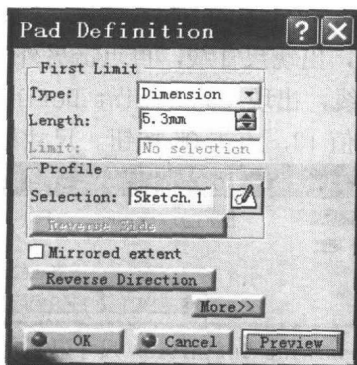 Pad Definition ? X
First Limit
Type: Dimension
Length: 5.3mm
Limit: No selection
Profile
Selection: Sketch.1
Reverse Side
Mirrored extent
Reverse Direction
More>>
OK Cancel Preview